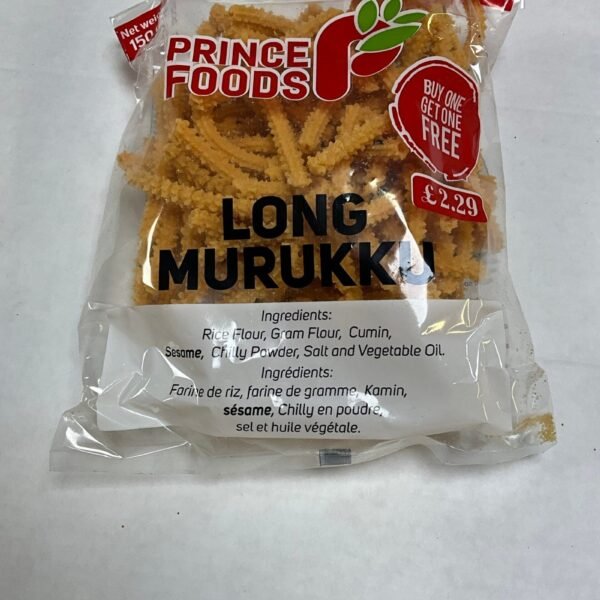 Net wei
150
PRINCE
FOODS
BUY ONE
GET ONE
FREE
£2.29
LONG
MURUKKU
Ingredients:
Rice Flour, Gram Flour, Cumin,
Sesame, Chilly Powder, Salt and Vegetable Oil.
Ingrédients:
Farine de riz, farine de gramme, Kamin,
sésame, Chilly en poudre,
sel et huile végétale.